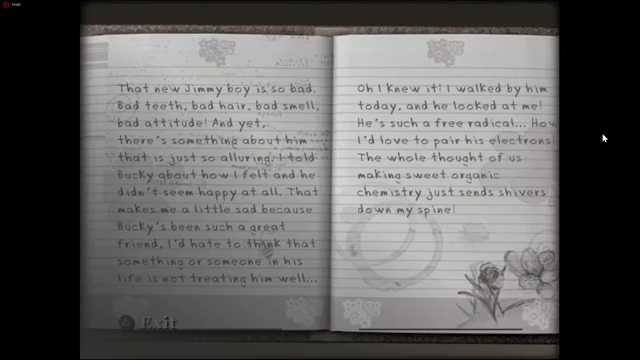 That new Jimmy boy is so bad.
Bad teeth, bad hair, bad smell,
bad attitude! And yet,
there's something about him
that is just so alluring. I told
Bucky about how I felt and he
didn't seem happy at all. That
makes me a little sad because
Bucky's been such a great
friend. I'd hate to think that
something or someone in his
life is not treating him well...
Oh I knew it! I walked by him
today, and he looked at me!
He's such a free radical... How
I'd love to pair his electrons
The whole thought of us
making sweet organic
chemistry just sends shivers
down my spine!
Exit